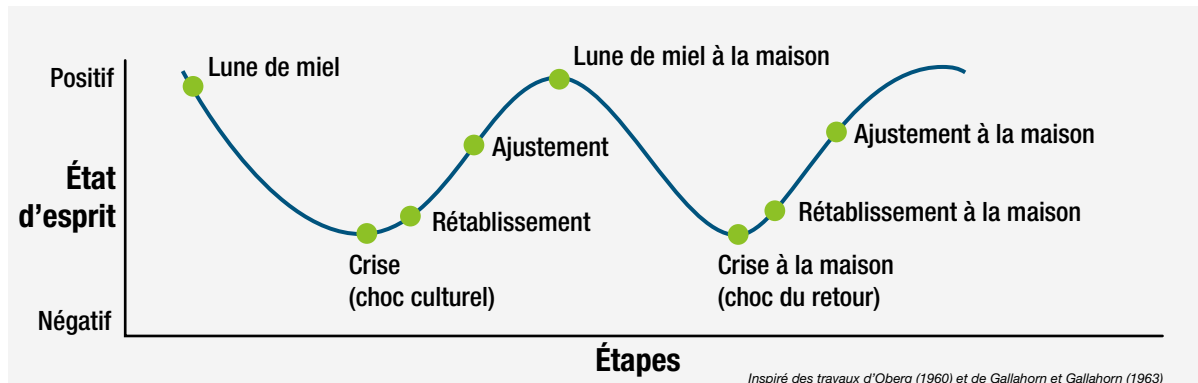 Positif
Lune de miel
Lune de miel à la maison
Ajustement
Ajustement à la maison
État
d'esprit
Rétablissement
Rétablissement à la maison
Crise
(choc culturel)
Crise à la maison
(choc du retour)
Négatif
Étapes
Inspiré des travaux d'Oberg (1960) et de Gallahorn et Gallahorn (1963)